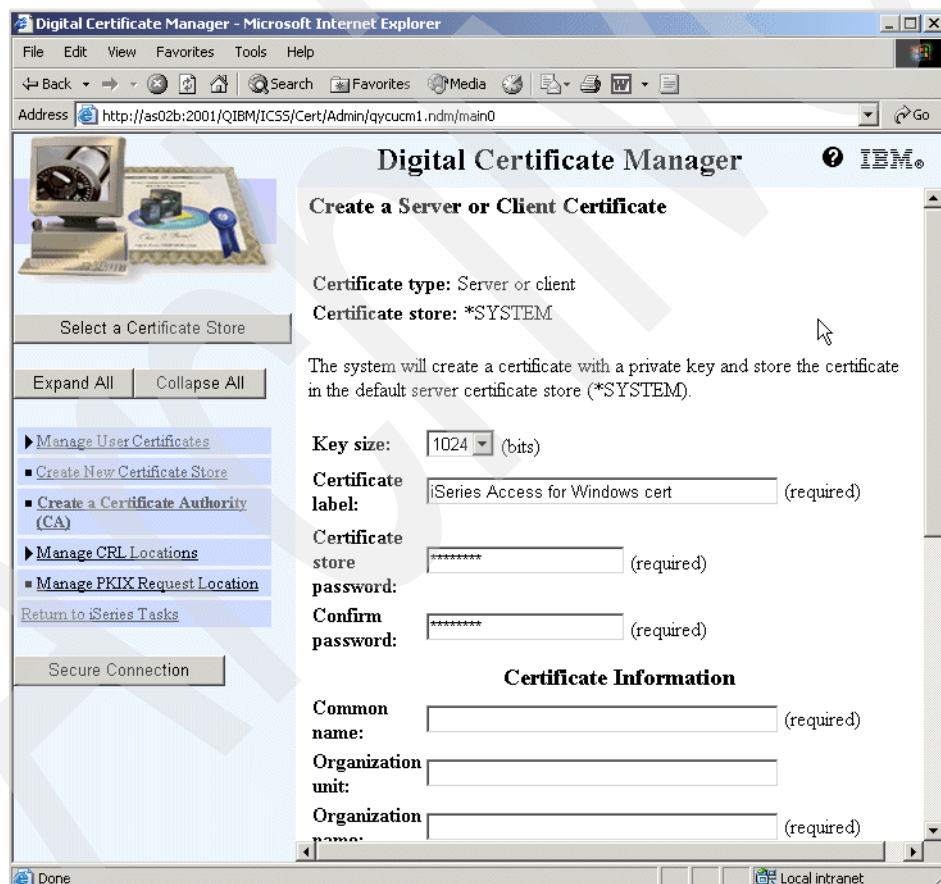 Digital Certificate Manager - Microsoft Internet Explorer
File Edit View Favorites Tools Help
Back Search Favorites Media
Address http://as02b:2001/QIBM/ICSS/Cert/Admin/qycucm1.ndm/main0 Go
Digital Certificate Manager
IBM®
Select a Certificate Store
Expand All Collapse All
Manage User Certificates
Create New Certificate Store
Create a Certificate Authority
(CA)
Manage CRL Locations
Manage PKIX Request Location
Return to iSeries Tasks
Secure Connection
Create a Server or Client Certificate
Certificate type: Server or client
Certificate store: *SYSTEM
The system will create a certificate with a private key and store the certificate
in the default server certificate store (*SYSTEM).
Key size: 1024 (bits)
Certificate
label: iSeries Access for Windows cert (required)
Certificate
store
password: ******** (required)
Confirm
password: ******** (required)
Certificate Information
Common
name: (required)
Organization
unit:
Organization
name: (required)
Done Local intranet